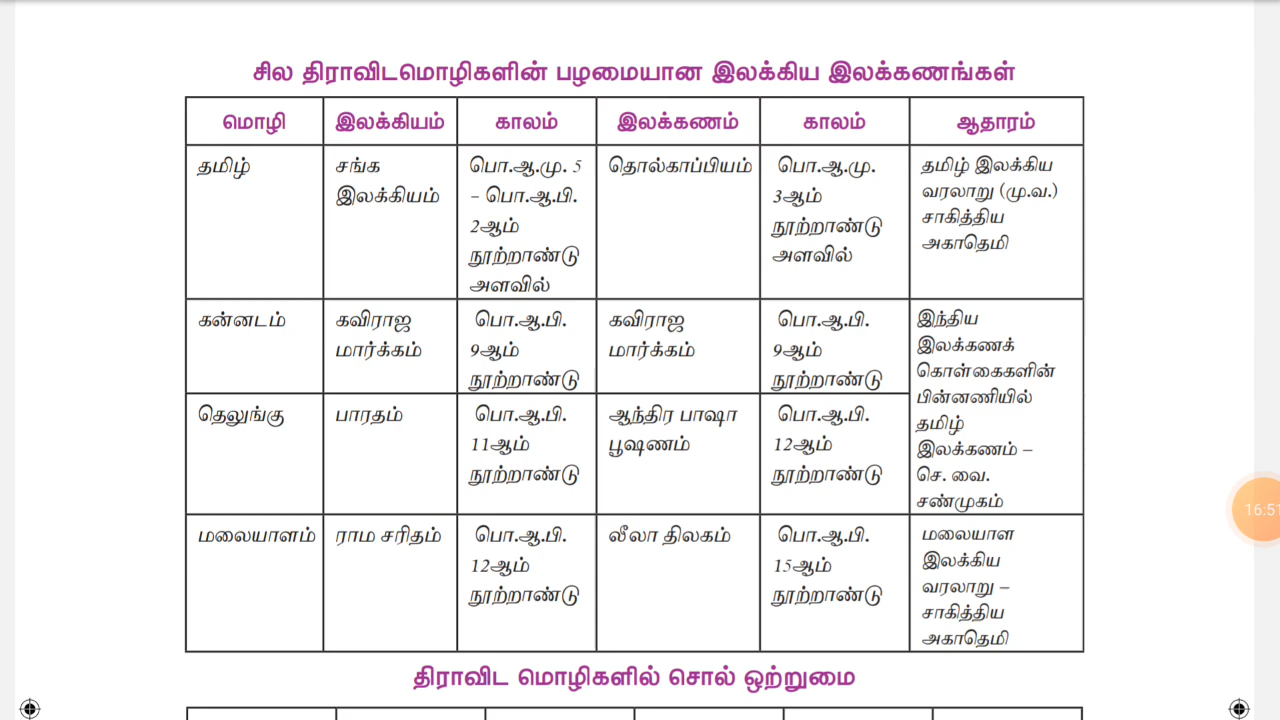 சில திராவிடமொழிகளின் பழமையான இலக்கிய இலக்கணங்கள்
மொழி இலக்கியம் காலம் இலக்கணம் காலம் ஆதாரம்
தமிழ்
சங்க
இலக்கியம்
பொ.ஆ.மு. 5
– பொ.ஆ.பி.
2ஆம்
நூற்றாண்டு
அளவில்
தொல்காப்பியம்
பொ.ஆ.மு.
3ஆம்
நூற்றாண்டு
அளவில்
தமிழ் இலக்கிய
வரலாறு (மு.வ.)
சாகித்திய
அகாதெமி
கன்னடம்
கவிராஜ
மார்க்கம்
பொ.ஆ.பி.
9ஆம்
நூற்றாண்டு
கவிராஜ
மார்க்கம்
பொ.ஆ.பி.
9ஆம்
நூற்றாண்டு
இந்திய
இலக்கணக்
கொள்கைகளின்
பின்னணியில்
தமிழ்
இலக்கணம் –
செ. வை.
சண்முகம்
தெலுங்கு
பாரதம்
பொ.ஆ.பி.
11ஆம்
நூற்றாண்டு
ஆந்திர பாஷா
பூஷணம்
பொ.ஆ.பி.
12ஆம்
நூற்றாண்டு
மலையாளம்
ராம சரிதம்
பொ.ஆ.பி.
12ஆம்
நூற்றாண்டு
லீலா திலகம்
பொ.ஆ.பி.
15ஆம்
நூற்றாண்டு
மலையாள
இலக்கிய
வரலாறு –
சாகித்திய
அகாதெமி
திராவிட மொழிகளில் சொல் ஒற்றுமை
16:51